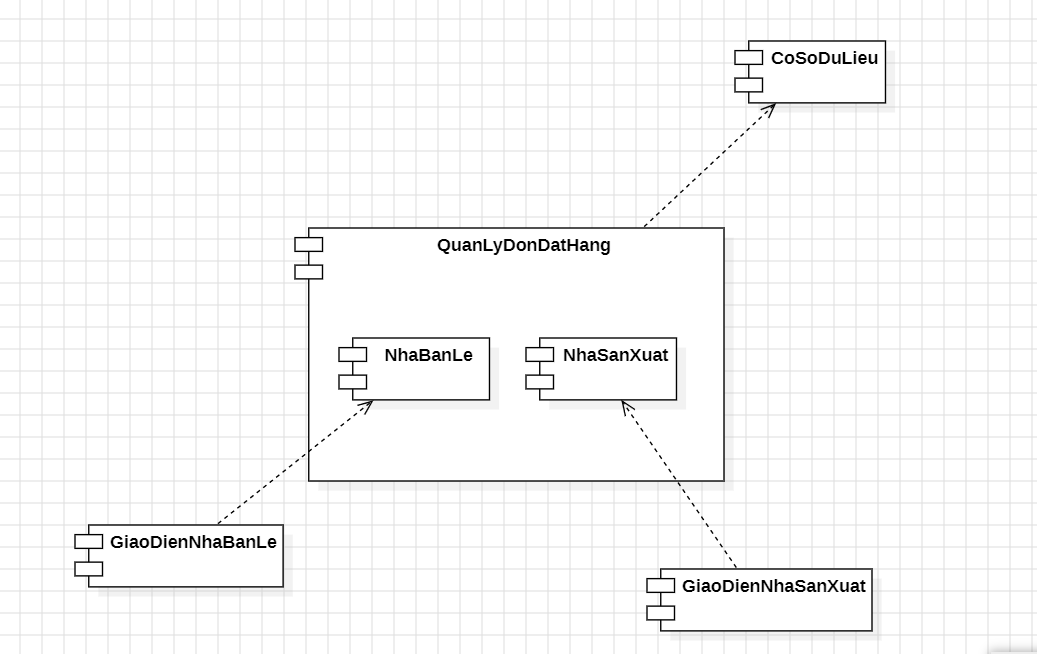 CoSoDuLieu
QuanLyDonDatHang
NhaBanLe
NhaSanXuat
GiaoDienNhaBanLe
GiaoDienNhaSanXuat